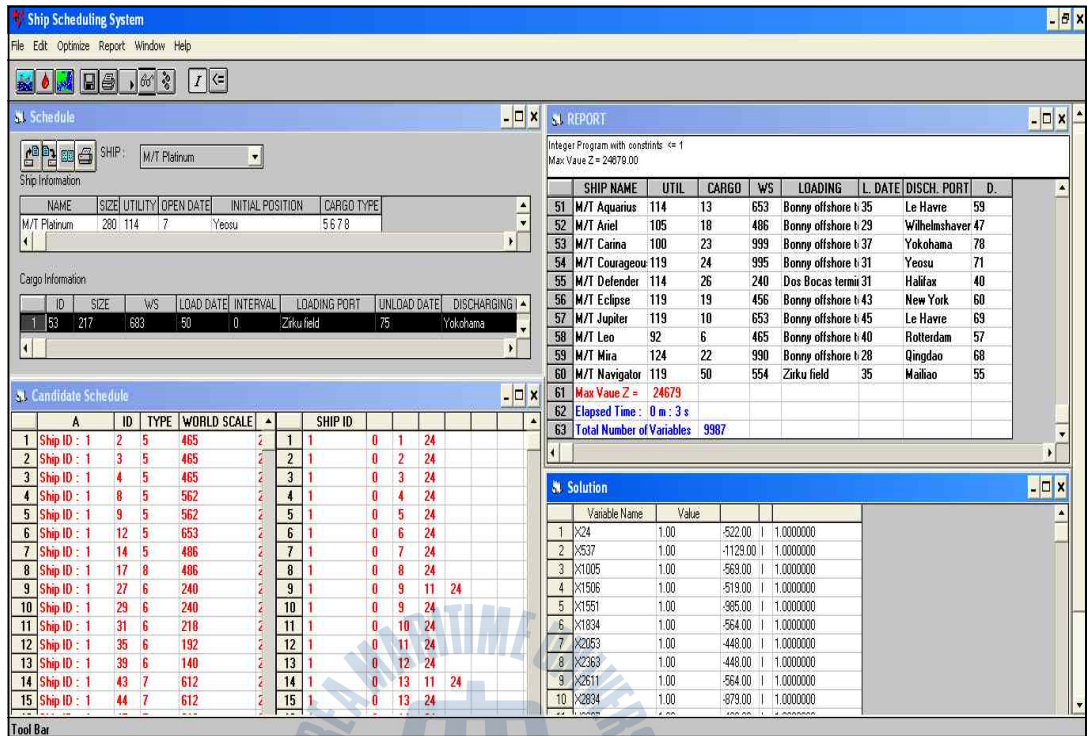 Ship Scheduling System
File Edit Optimize Report Window Help
Schedule
SHIP : M/T Platinum
Ship Information
NAME SIZE UTILITY OPEN DATE INITIAL POSITION CARGO TYPE
M/T Platinum 280 114 7 Yeosu 5 6 7 8
Cargo Information
ID SIZE WS LOAD DATE INTERVAL LOADING PORT UNLOAD DATE DISCHARGING
1 53 217 683 50 0 Zirku field 75 Yokohama
Candidate Schedule
A ID TYPE WORLD SCALE
1 Ship ID : 1 2 5 465 2
2 Ship ID : 1 3 5 465 2
3 Ship ID : 1 4 5 465 2
4 Ship ID : 1 8 5 562 2
5 Ship ID : 1 9 5 562 2
6 Ship ID : 1 12 5 653 2
7 Ship ID : 1 14 5 486 2
8 Ship ID : 1 17 8 486 2
9 Ship ID : 1 27 6 240 2
10 Ship ID : 1 29 6 240 2
11 Ship ID : 1 31 6 218 2
12 Ship ID : 1 35 6 192 2
13 Ship ID : 1 39 6 140 2
14 Ship ID : 1 43 7 612 2
15 Ship ID : 1 44 7 612 2
SHIP ID
1 1 0 1 24
2 1 0 2 24
3 1 0 3 24
4 1 0 4 24
5 1 0 5 24
6 1 0 6 24
7 1 0 7 24
8 1 0 8 24
9 1 0 9 11 24
10 1 0 9 24
11 1 0 10 24
12 1 0 11 24
13 1 0 12 24
14 1 0 13 11 24
15 1 0 13 24
REPORT
Integer Program with constrints <= 1
Max Vaue Z = 24679.00
SHIP NAME UTIL CARGO WS LOADING L. DATE DISCH. PORT D.
51 M/T Aquarius 114 13 653 Bonny offshore t 35 Le Havre 59
52 M/T Ariel 105 18 486 Bonny offshore t 29 Wilhelmshaver 47
53 M/T Carina 100 23 999 Bonny offshore t 37 Yokohama 78
54 M/T Courageou 119 24 995 Bonny offshore t 31 Yeosu 71
55 M/T Defender 114 26 240 Dos Bocas termii 31 Halifax 40
56 M/T Eclipse 119 19 456 Bonny offshore t 43 New York 60
57 M/T Jupiter 119 10 653 Bonny offshore t 45 Le Havre 69
58 M/T Leo 92 6 465 Bonny offshore t 40 Rotterdam 57
59 M/T Mira 124 22 990 Bonny offshore t 28 Qingdao 68
60 M/T Navigator 119 50 554 Zirku field 35 Mailiao 55
61 Max Vaue Z = 24679
62 Elapsed Time : 0 m : 3 s
63 Total Number of Variables 9987
Solution
Variable Name Value
1 X24 1.00 -522.00 I 1.0000000
2 X537 1.00 -1129.00 I 1.0000000
3 X1005 1.00 -569.00 I 1.0000000
4 X1506 1.00 -519.00 I 1.0000000
5 X1551 1.00 -985.00 I 1.0000000
6 X1834 1.00 -564.00 I 1.0000000
7 X2053 1.00 -448.00 I 1.0000000
8 X2363 1.00 -448.00 I 1.0000000
9 X2611 1.00 -564.00 I 1.0000000
10 X2834 1.00 -879.00 I 1.0000000
Tool Bar